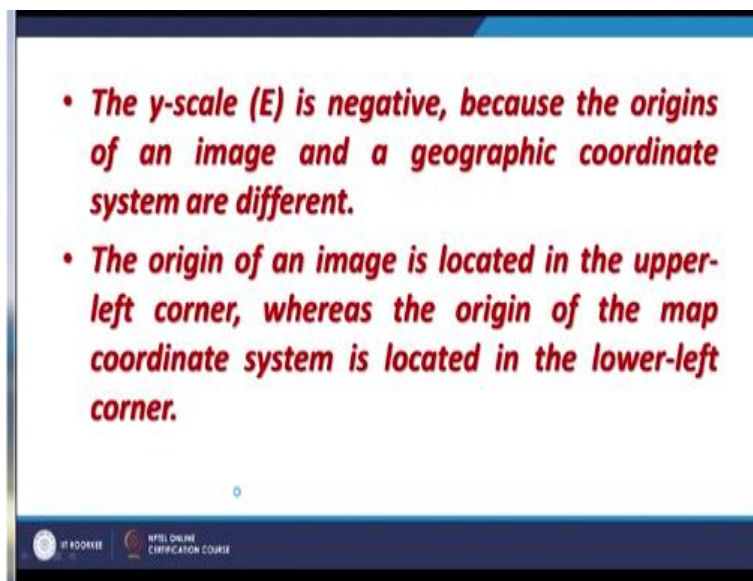 • The y-scale (E) is negative, because the origins
of an image and a geographic coordinate
system are different.
• The origin of an image is located in the upper-
left corner, whereas the origin of the map
coordinate system is located in the lower-left
corner.
IIT ROORKEE
NPTEL ONLINE
CERTIFICATION COURSE